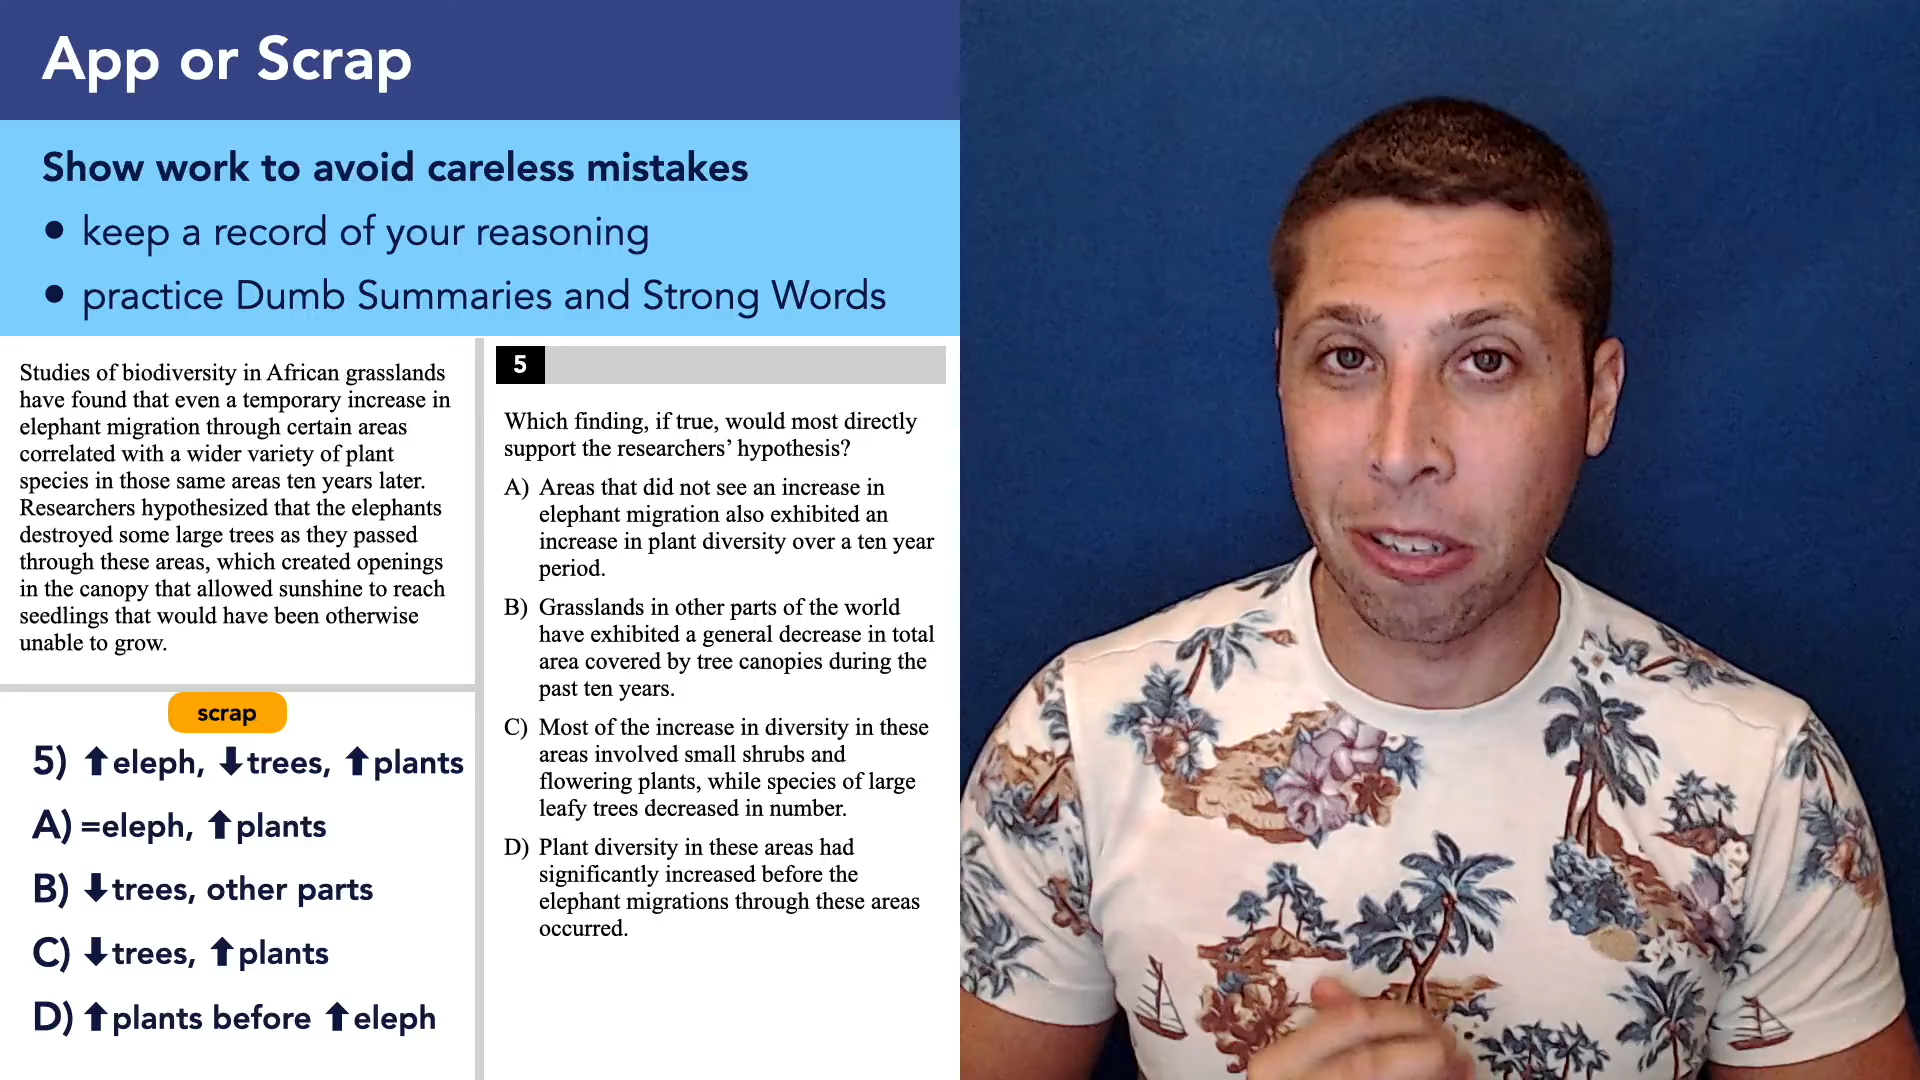 App or Scrap
Show work to avoid careless mistakes
• keep a record of your reasoning
• practice Dumb Summaries and Strong Words
Studies of biodiversity in African grasslands
have found that even a temporary increase in
elephant migration through certain areas
correlated with a wider variety of plant
species in those same areas ten years later.
Researchers hypothesized that the elephants
destroyed some large trees as they passed
through these areas, which created openings
in the canopy that allowed sunshine to reach
seedlings that would have been otherwise
unable to grow.
scrap
5) ⬆eleph, ⬇trees, ⬆plants
A) =eleph, ⬆plants
B) ⬇trees, other parts
C) ⬇trees, ⬆plants
D) ⬆plants before ⬆eleph
5
Which finding, if true, would most directly
support the researchers’ hypothesis?
A) Areas that did not see an increase in
elephant migration also exhibited an
increase in plant diversity over a ten year
period.
B) Grasslands in other parts of the world
have exhibited a general decrease in total
area covered by tree canopies during the
past ten years.
C) Most of the increase in diversity in these
areas involved small shrubs and
flowering plants, while species of large
leafy trees decreased in number.
D) Plant diversity in these areas had
significantly increased before the
elephant migrations through these areas
occurred.